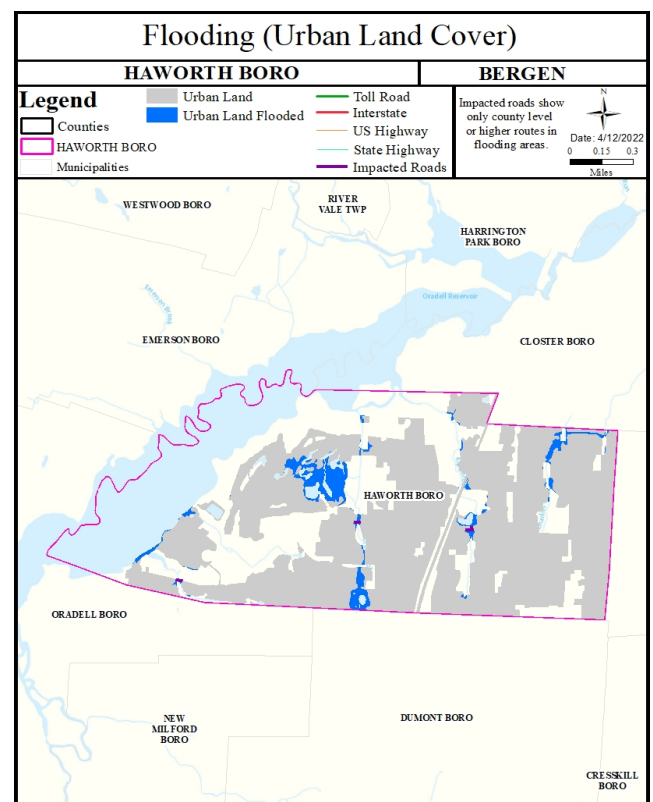 Flooding (Urban Land Cover)
HAWORTH BORO
BERGEN
Legend
Counties
HAWORTH BORO
Municipalities
Urban Land
Urban Land Flooded
Toll Road
Interstate
US Highway
State Highway
Impacted Roads
Impacted roads show
only county level
or higher routes in
flooding areas.
N
Date: 4/12/2022
0 0.15 0.3
Miles
WESTWOOD BORO
RIVER
VALE TWP
HARRINGTON
PARK BORO
Oradell Reservoir
EMERSON BORO
CLOSTER BORO
HAWORTH BORO
ORADELL BORO
NEW
MILFORD
BORO
DUMONT BORO
CRESSKILL
BORO